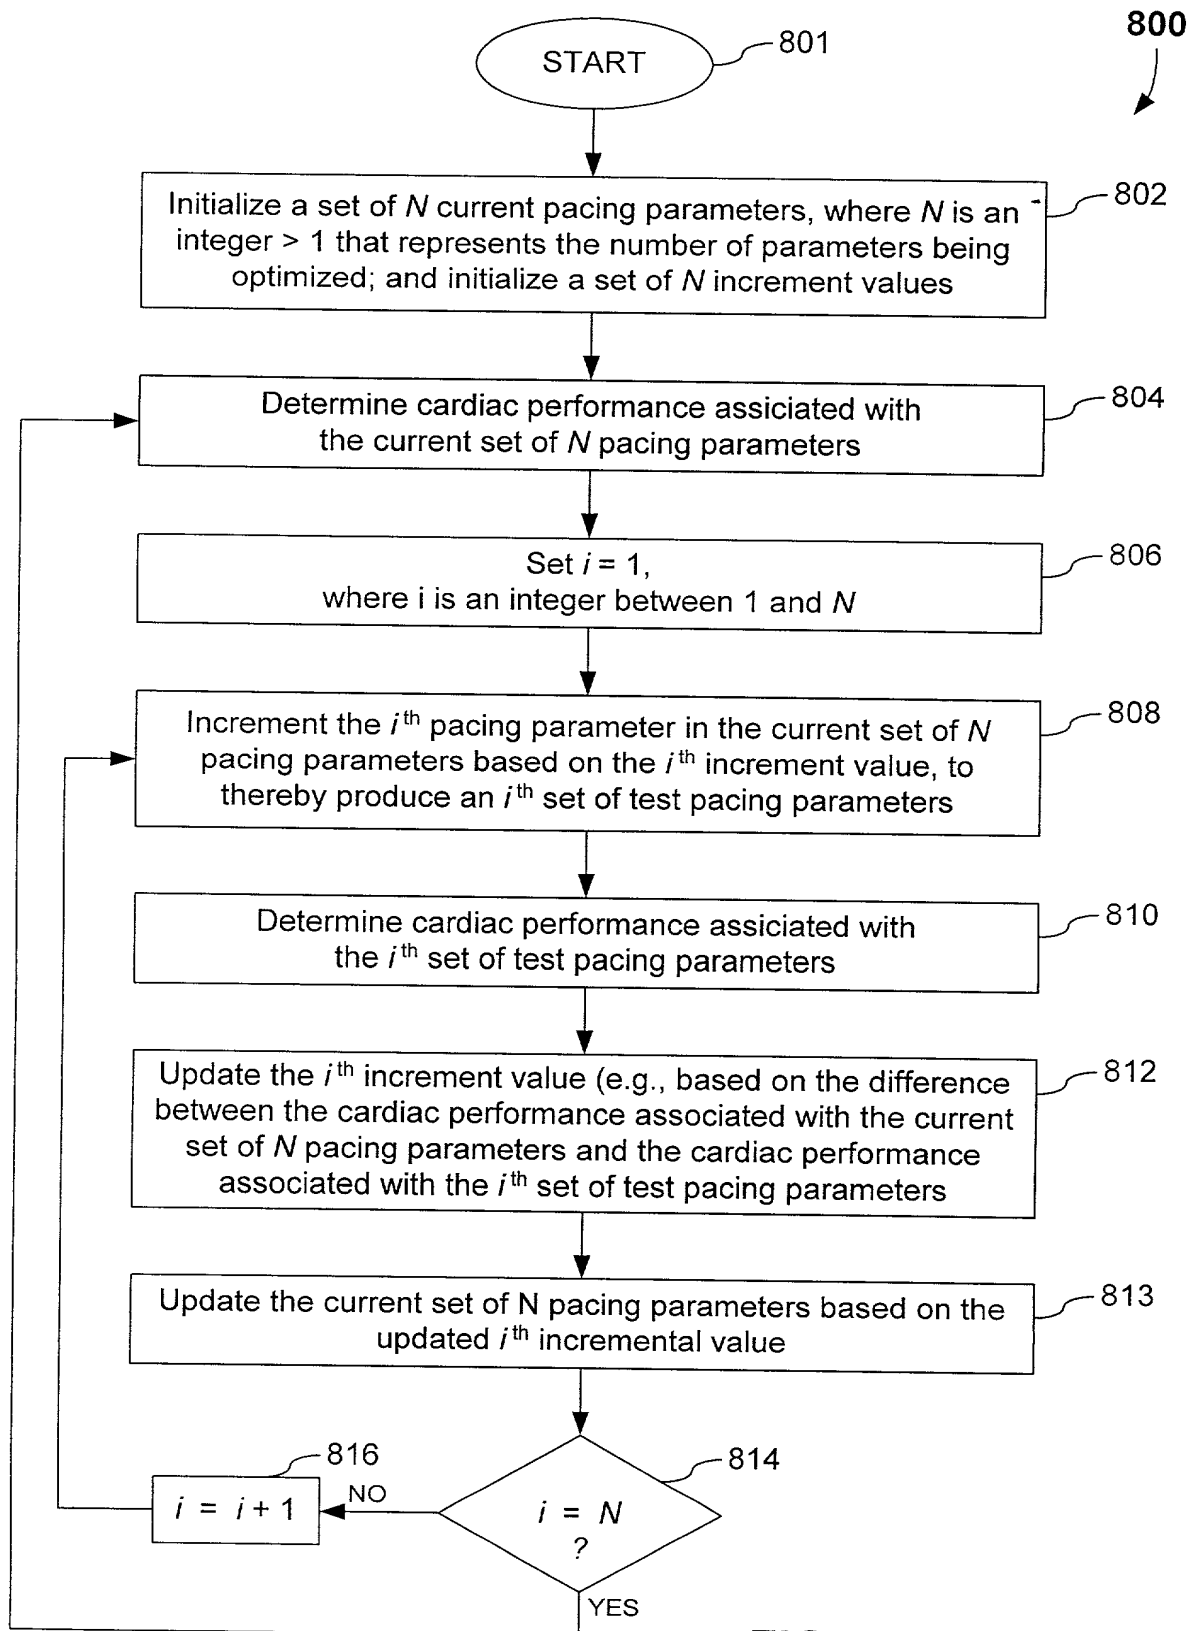 800
START
801
Initialize a set of N current pacing parameters, where N is an
integer > 1 that represents the number of parameters being
optimized; and initialize a set of N increment values
802
Determine cardiac performance assiciated with
the current set of N pacing parameters
804
Set i = 1,
where i is an integer between 1 and N
806
Increment the i th pacing parameter in the current set of N
pacing parameters based on the i th increment value, to
thereby produce an i th set of test pacing parameters
808
Determine cardiac performance assiciated with
the i th set of test pacing parameters
810
Update the i th increment value (e.g., based on the difference
between the cardiac performance associated with the current
set of N pacing parameters and the cardiac performance
associated with the i th set of test pacing parameters
812
Update the current set of N pacing parameters based on the
updated i th incremental value
813
816
i = i + 1
NO
i = N
?
814
YES